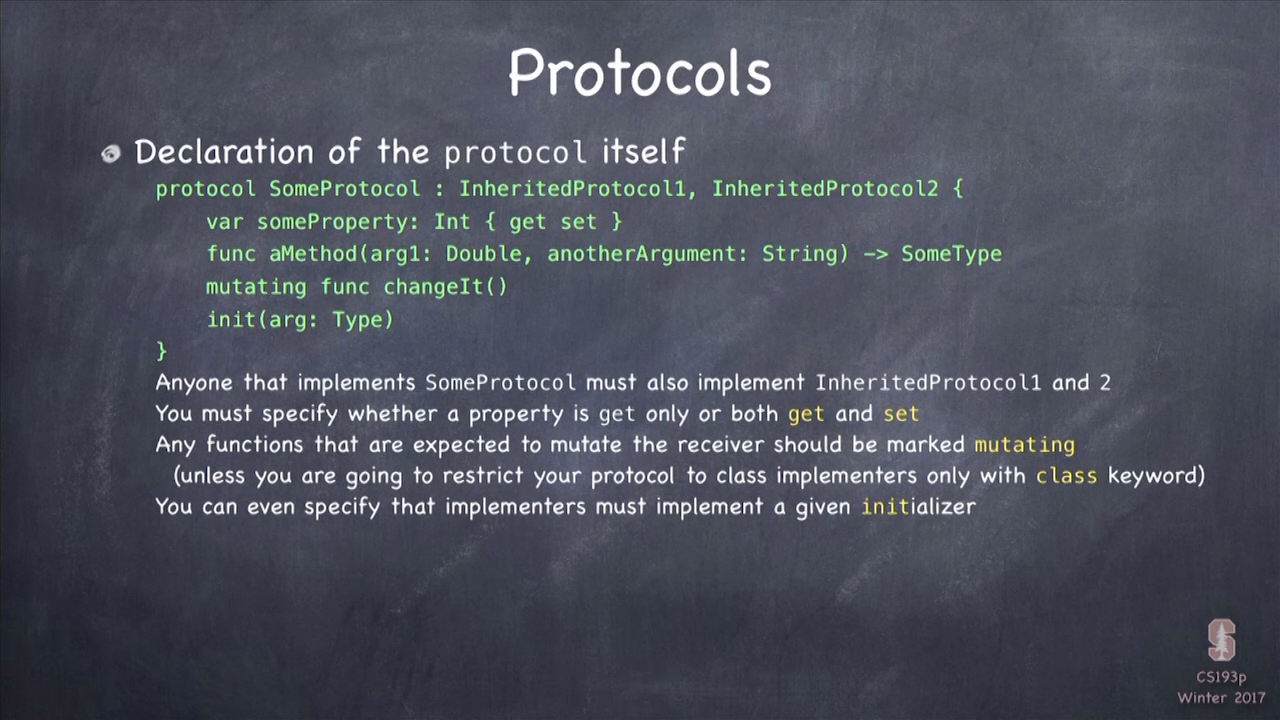 Protocols
Declaration of the protocol itself
protocol SomeProtocol : InheritedProtocol1, InheritedProtocol2 {
var someProperty: Int { get set }
func aMethod(arg1: Double, anotherArgument: String) -> SomeType
mutating func changeIt()
init(arg: Type)
}
Anyone that implements SomeProtocol must also implement InheritedProtocol1 and 2
You must specify whether a property is get only or both get and set
Any functions that are expected to mutate the receiver should be marked mutating
(unless you are going to restrict your protocol to class implementers only with class keyword)
You can even specify that implementers must implement a given initializer
S
CS193p
Winter 2017